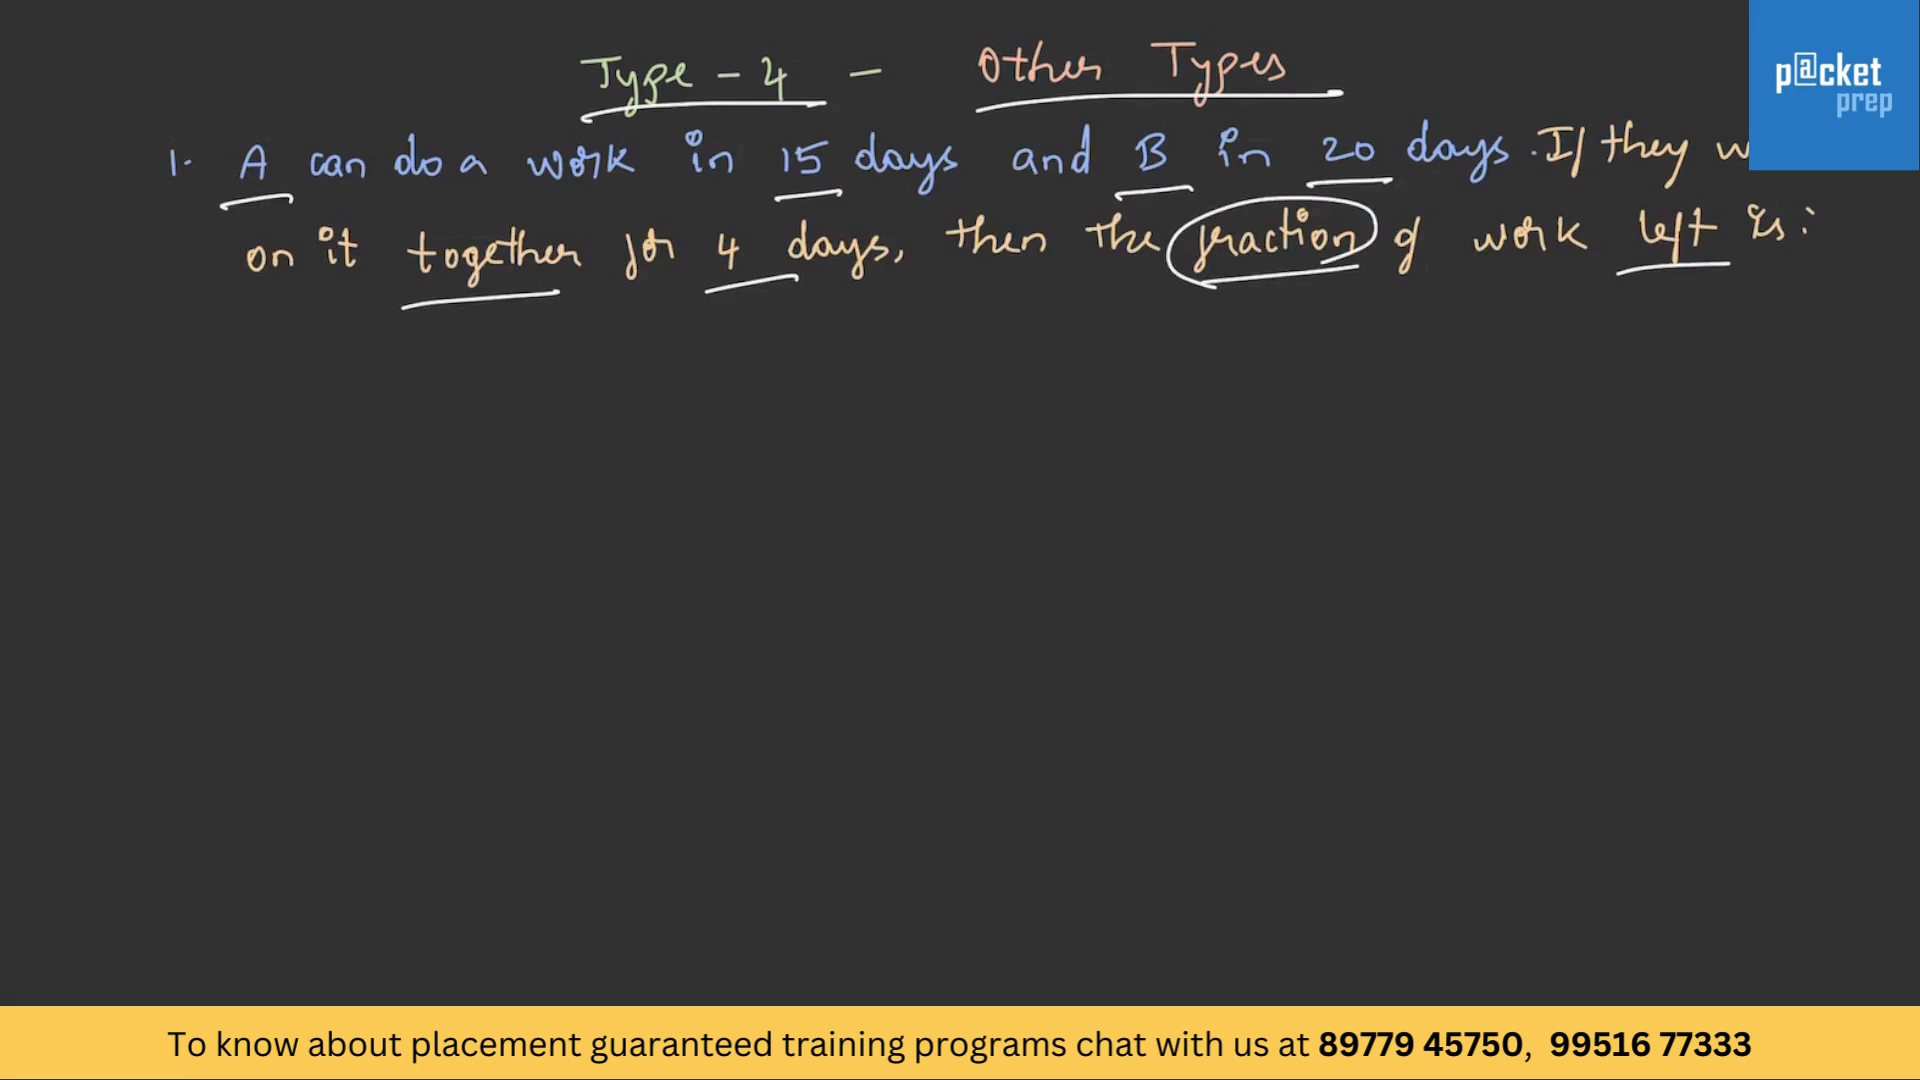 Type - 4 - Other Types
p@cket
prep
1. A can do a work in 15 days and B in 20 days. If they w
on it together for 4 days, then the fraction of work left is:
To know about placement guaranteed training programs chat with us at 89779 45750, 99516 77333